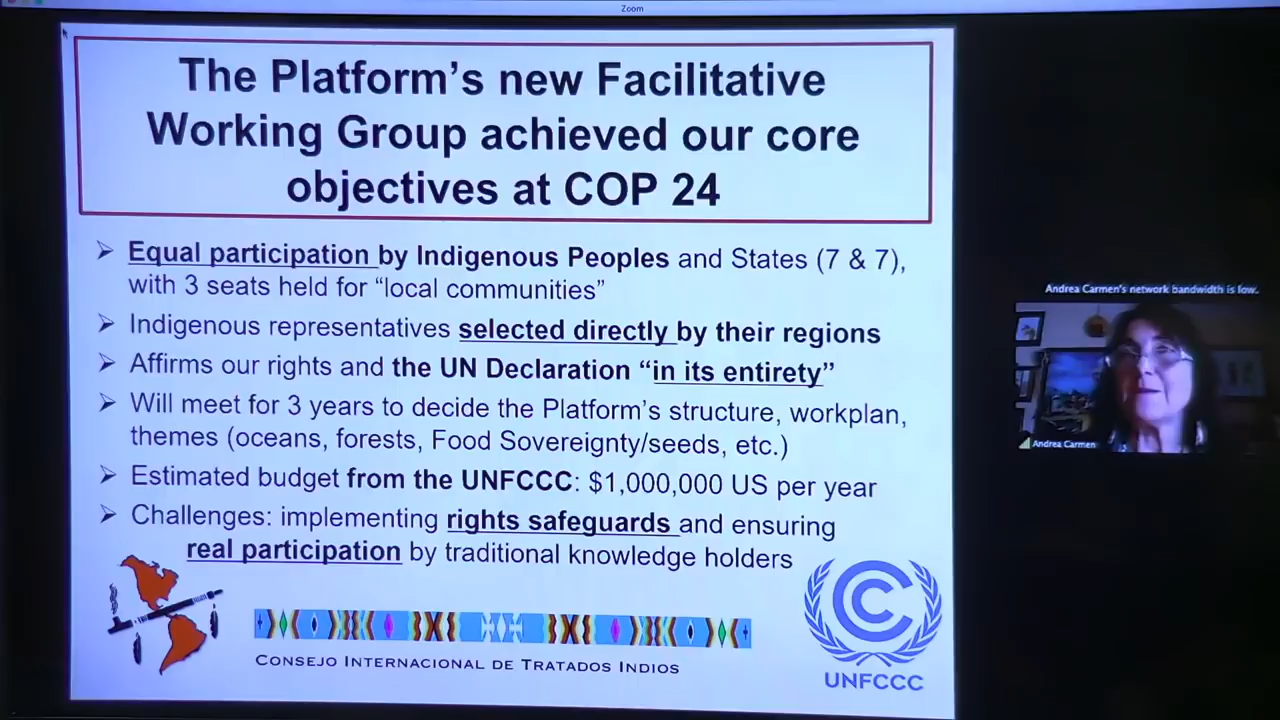 Zoom
The Platform's new Facilitative
Working Group achieved our core
objectives at COP 24
➢ Equal participation by Indigenous Peoples and States (7 & 7),
with 3 seats held for "local communities"
➢ Indigenous representatives selected directly by their regions
➢ Affirms our rights and the UN Declaration "in its entirety"
➢ Will meet for 3 years to decide the Platform's structure, workplan,
themes (oceans, forests, Food Sovereignty/seeds, etc.)
➢ Estimated budget from the UNFCCC: $1,000,000 US per year
➢ Challenges: implementing rights safeguards and ensuring
real participation by traditional knowledge holders
CONSEJO INTERNACIONAL DE TRATADOS INDIOS
UNFCCC
Andrea Carmen's network bandwidth is low.
Andrea Carmen